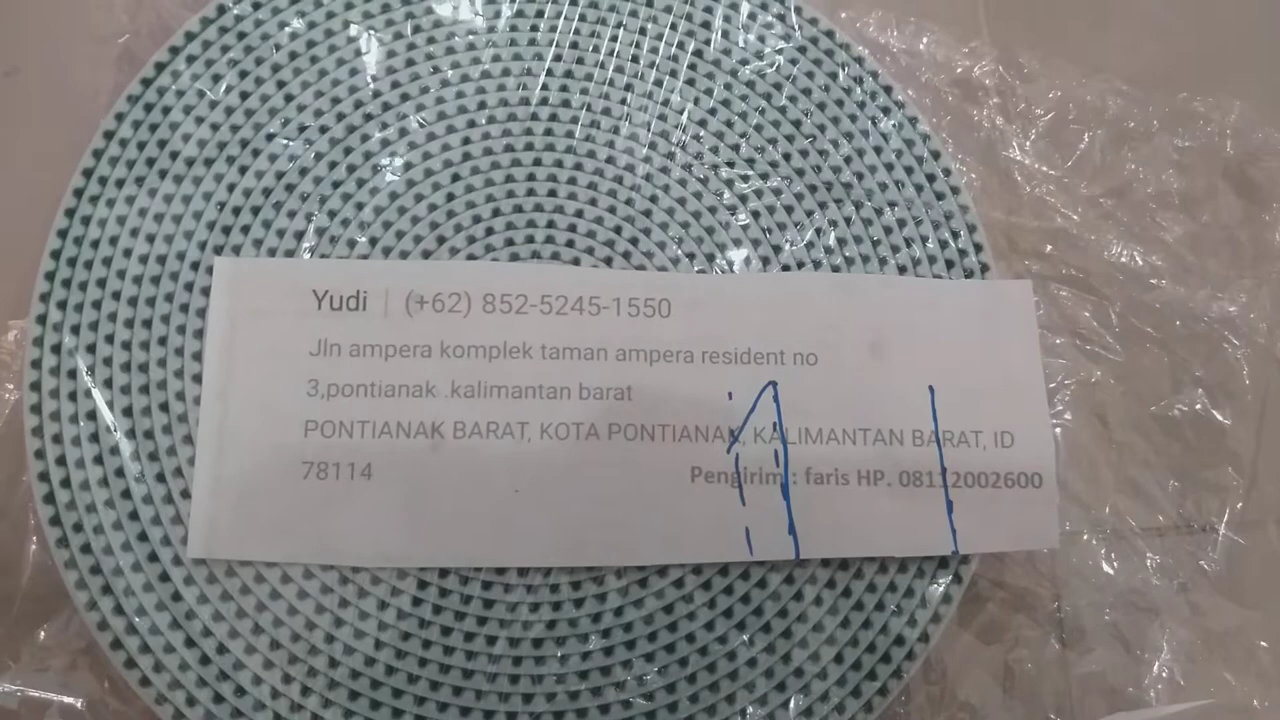 Yudi | (+62) 852-5245-1550
Jln ampera komplek taman ampera resident no
3,pontianak .kalimantan barat
PONTIANAK BARAT, KOTA PONTIANAK, KALIMANTAN BARAT, ID
78114
Pengirim : faris HP. 08112002600